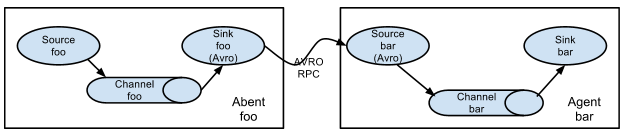 Source
foo
Sink
foo
(Avro)
Channel
foo
Abent
foo
AVRO
RPC
Source
bar
(Avro)
Sink
bar
Channel
bar
Agent
bar